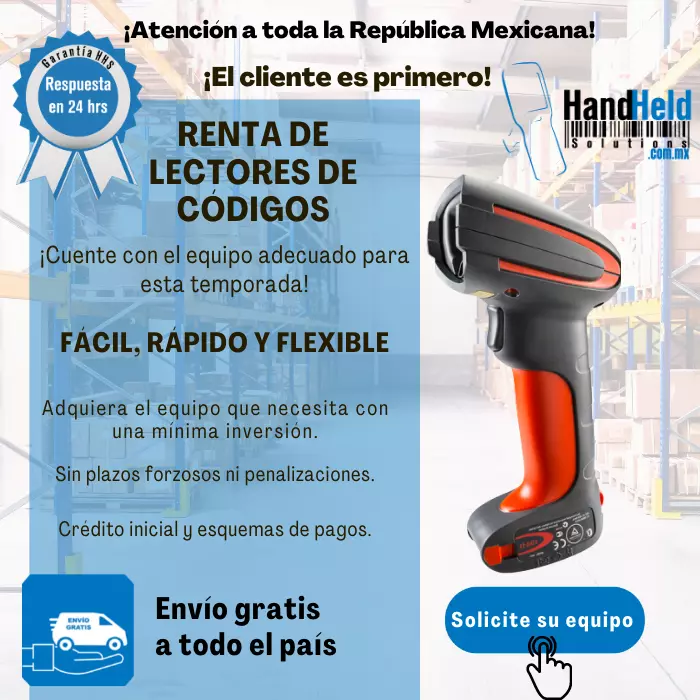 ¡Atención a toda la República Mexicana!
¡El cliente es primero!
Garantía HHS
Respuesta
en 24 hrs
HandHeld
Solutions
.com.mx
RENTA DE
LECTORES DE
CÓDIGOS
¡Cuente con el equipo adecuado para
esta temporada!
FÁCIL, RÁPIDO Y FLEXIBLE
Adquiera el equipo que necesita con
una mínima inversión.
Sin plazos forzosos ni penalizaciones.
Crédito inicial y esquemas de pagos.
ENVÍO
GRATIS
Envío gratis
a todo el país
Solicite su equipo